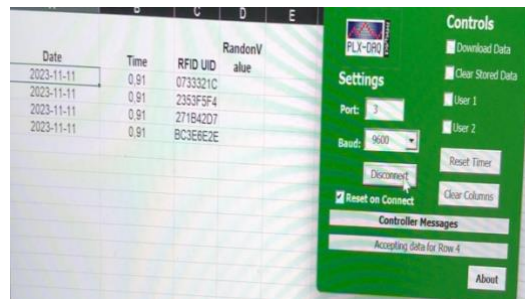 B C D E
Date Time RFID UID RandonV
alue
2023-11-11 0,91 0733321C
2023-11-11 0,91 2353F5F4
2023-11-11 0,91 271B42D7
2023-11-11 0,91 BC3E6E2E
PLX-DAQ
Controls
Download Data
Clear Stored Data
User 1
User 2
Settings
Port: 3
Baud: 9600
Reset Timer
Disconnect
Clear Columns
Reset on Connect
Controller Messages
Accepting data for Row 4
About